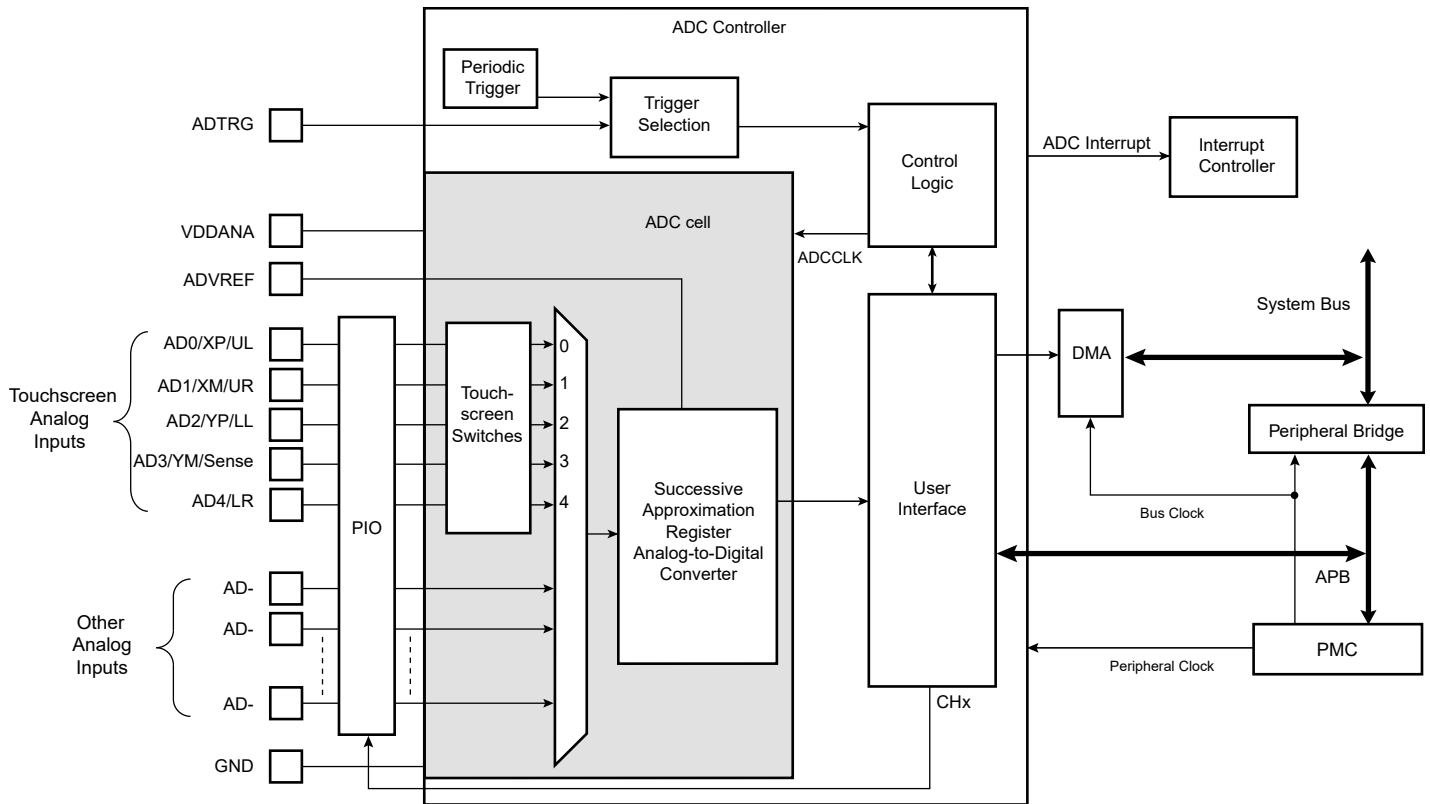 ADC Controller
Periodic
Trigger
Trigger
Selection
ADTRG
Control
Logic
ADC Interrupt
Interrupt
Controller
VDDANA
ADC cell
ADCCLK
ADVREF
System Bus
Touchscreen
Analog
Inputs
AD0/XP/UL
AD1/XM/UR
AD2/YP/LL
AD3/YM/Sense
AD4/LR
PIO
Touch-
screen
Switches
0
1
2
3
4
Successive
Approximation
Register
Analog-to-Digital
Converter
User
Interface
DMA
Peripheral Bridge
Bus Clock
APB
Other
Analog
Inputs
AD-
AD-
AD-
Peripheral Clock
PMC
CHx
GND